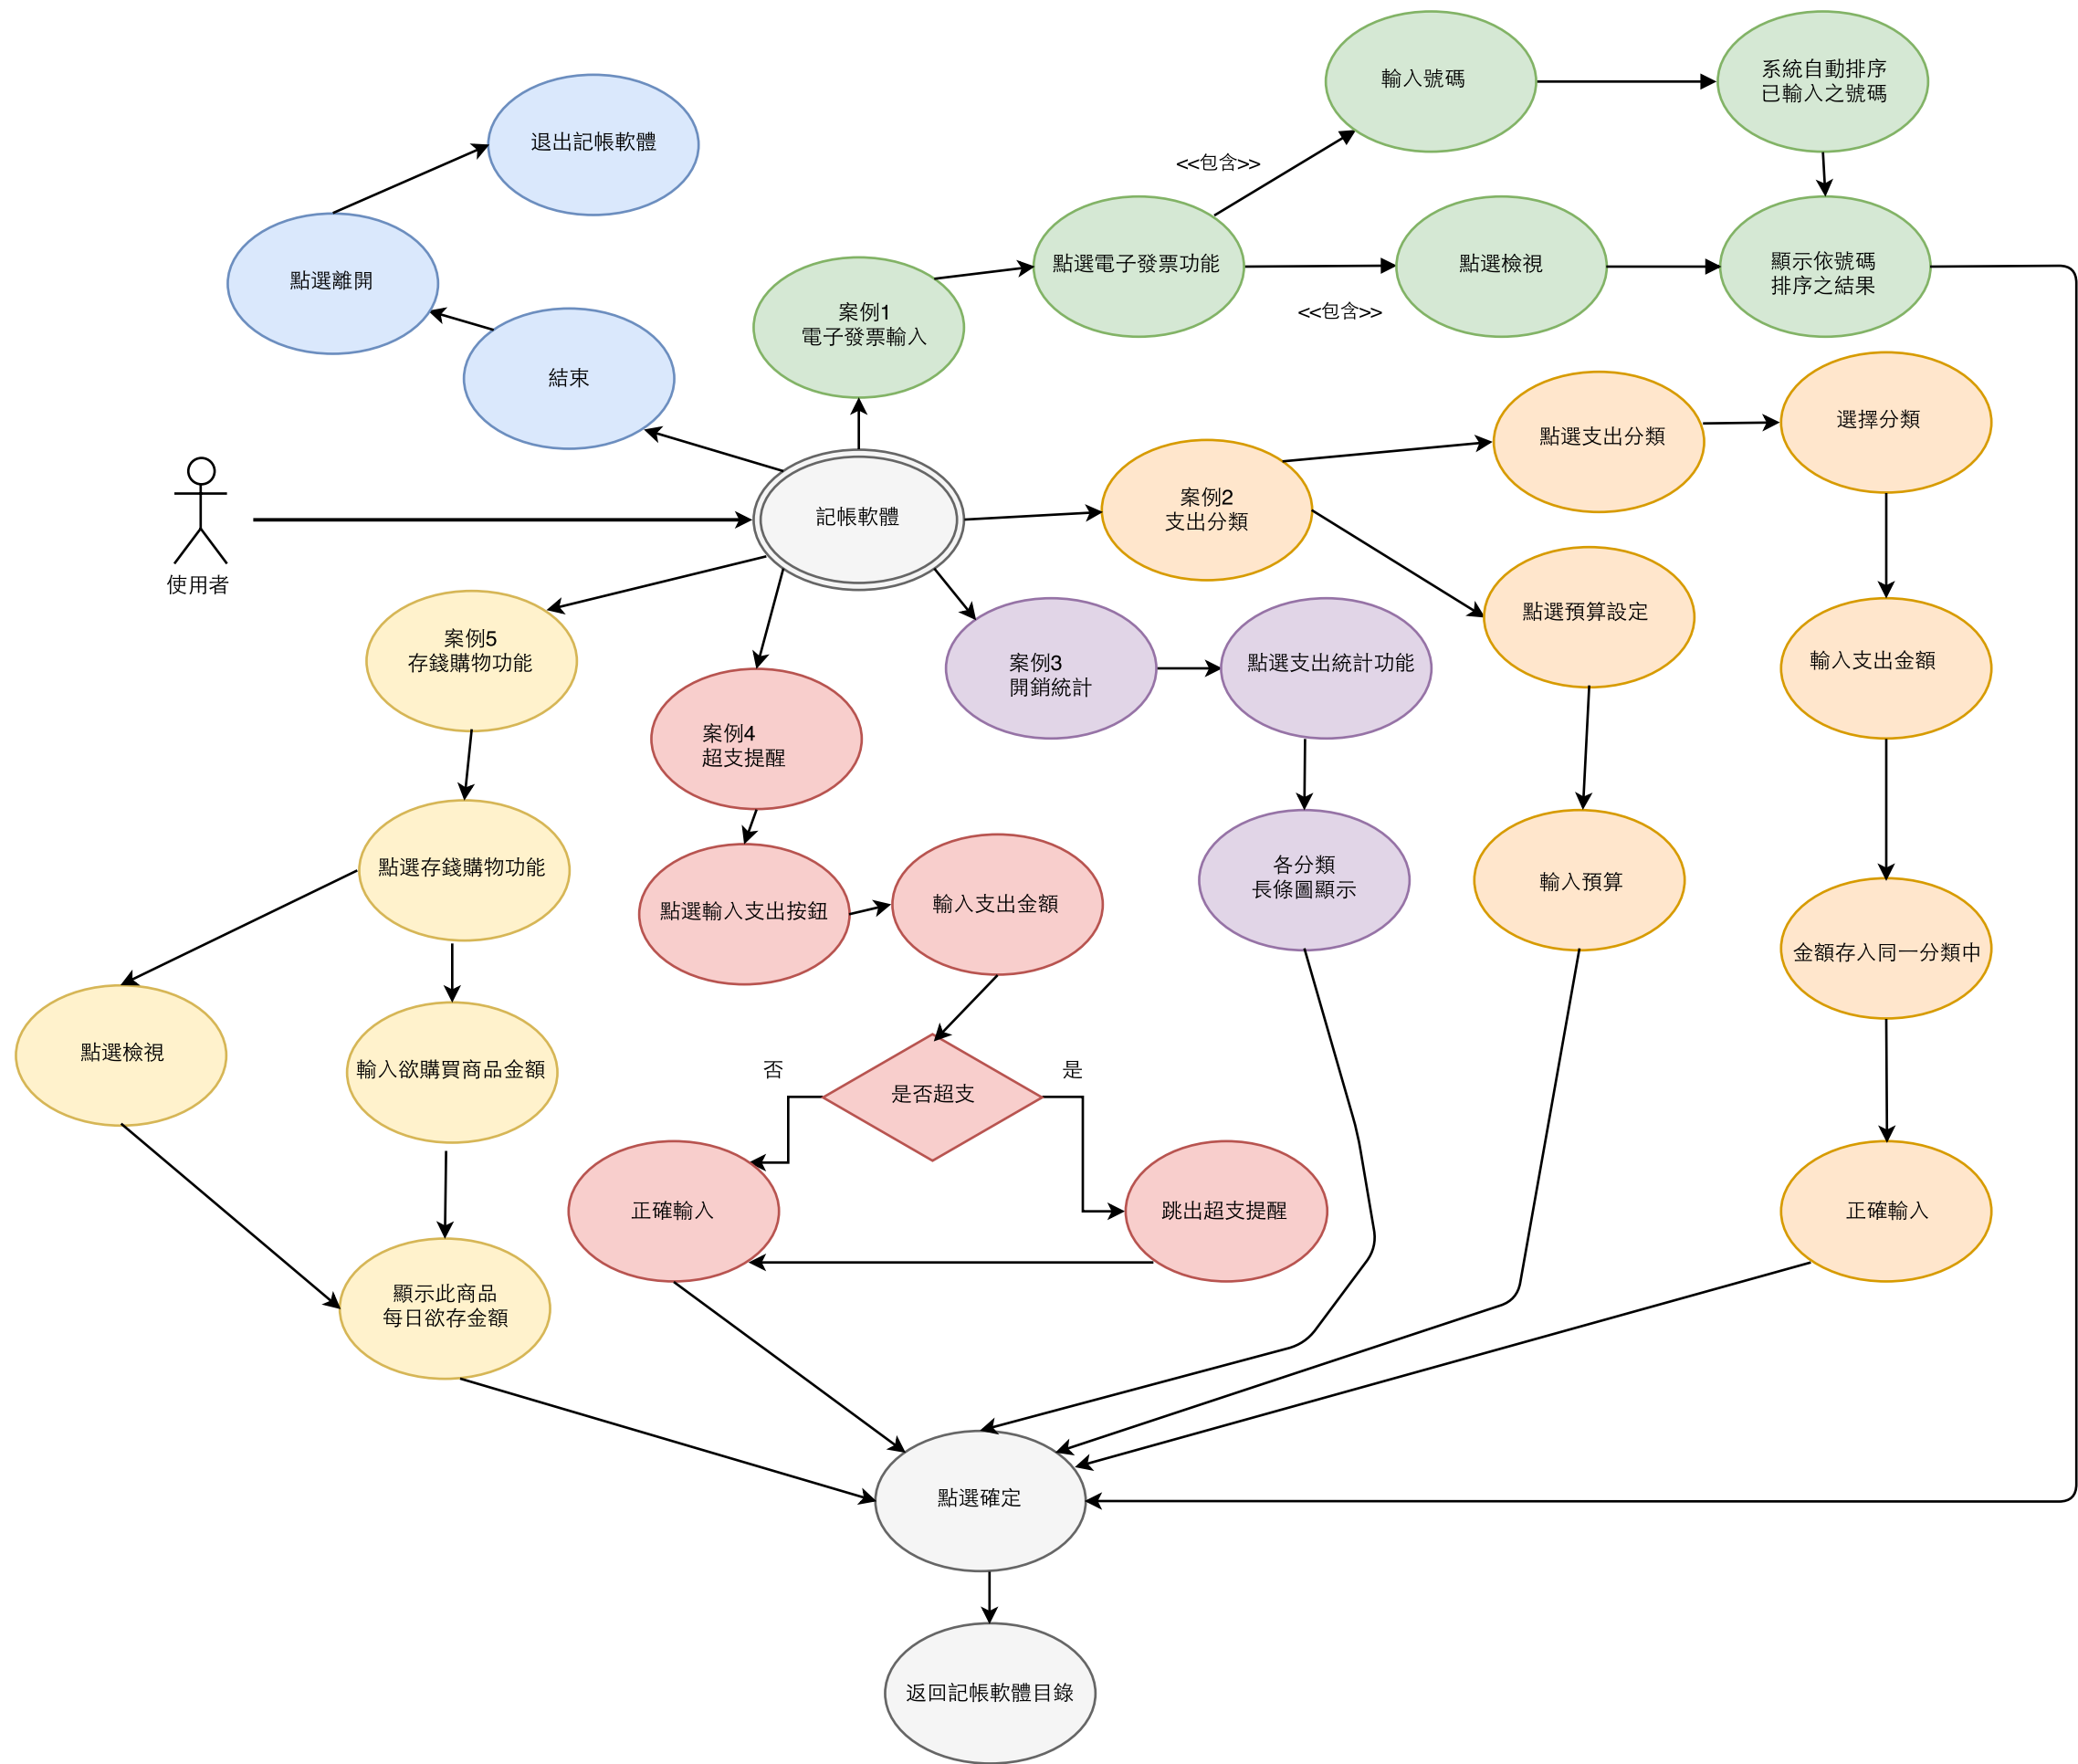 輸入號碼
系統自動排序
已輸入之號碼
退出記帳軟體
<<包含>>
點選電子發票功能
點選檢視
顯示依號碼
排序之結果
點選離開
案例1
電子發票輸入
<<包含>>
結束
點選支出分類
選擇分類
案例2
支出分類
記帳軟體
使用者
點選預算設定
案例5
存錢購物功能
案例3
開銷統計
點選支出統計功能
輸入支出金額
案例4
超支提醒
點選存錢購物功能
各分類
長條圖顯示
輸入預算
點選輸入支出按鈕
輸入支出金額
金額存入同一分類中
點選檢視
輸入欲購買商品金額
否
是
是否超支
正確輸入
跳出超支提醒
正確輸入
顯示此商品
每日欲存金額
點選確定
返回記帳軟體目錄